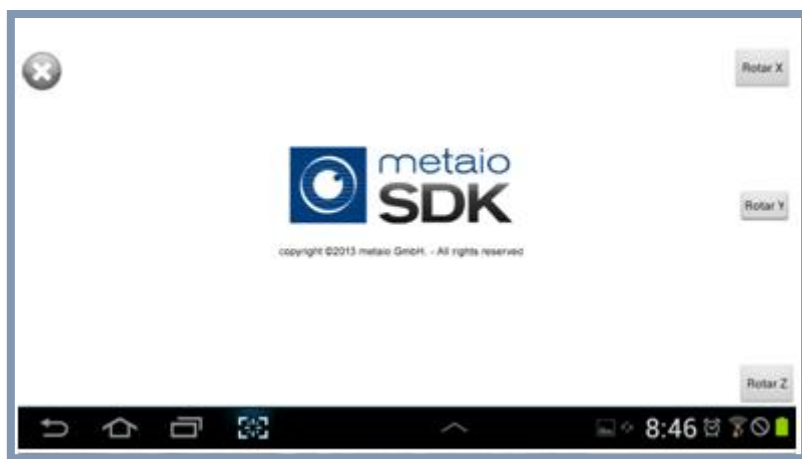 Rotar X
metaio
SDK
copyright ©2013 metaio GmbH. - All rights reserved
Rotar Y
Rotar Z
8:46